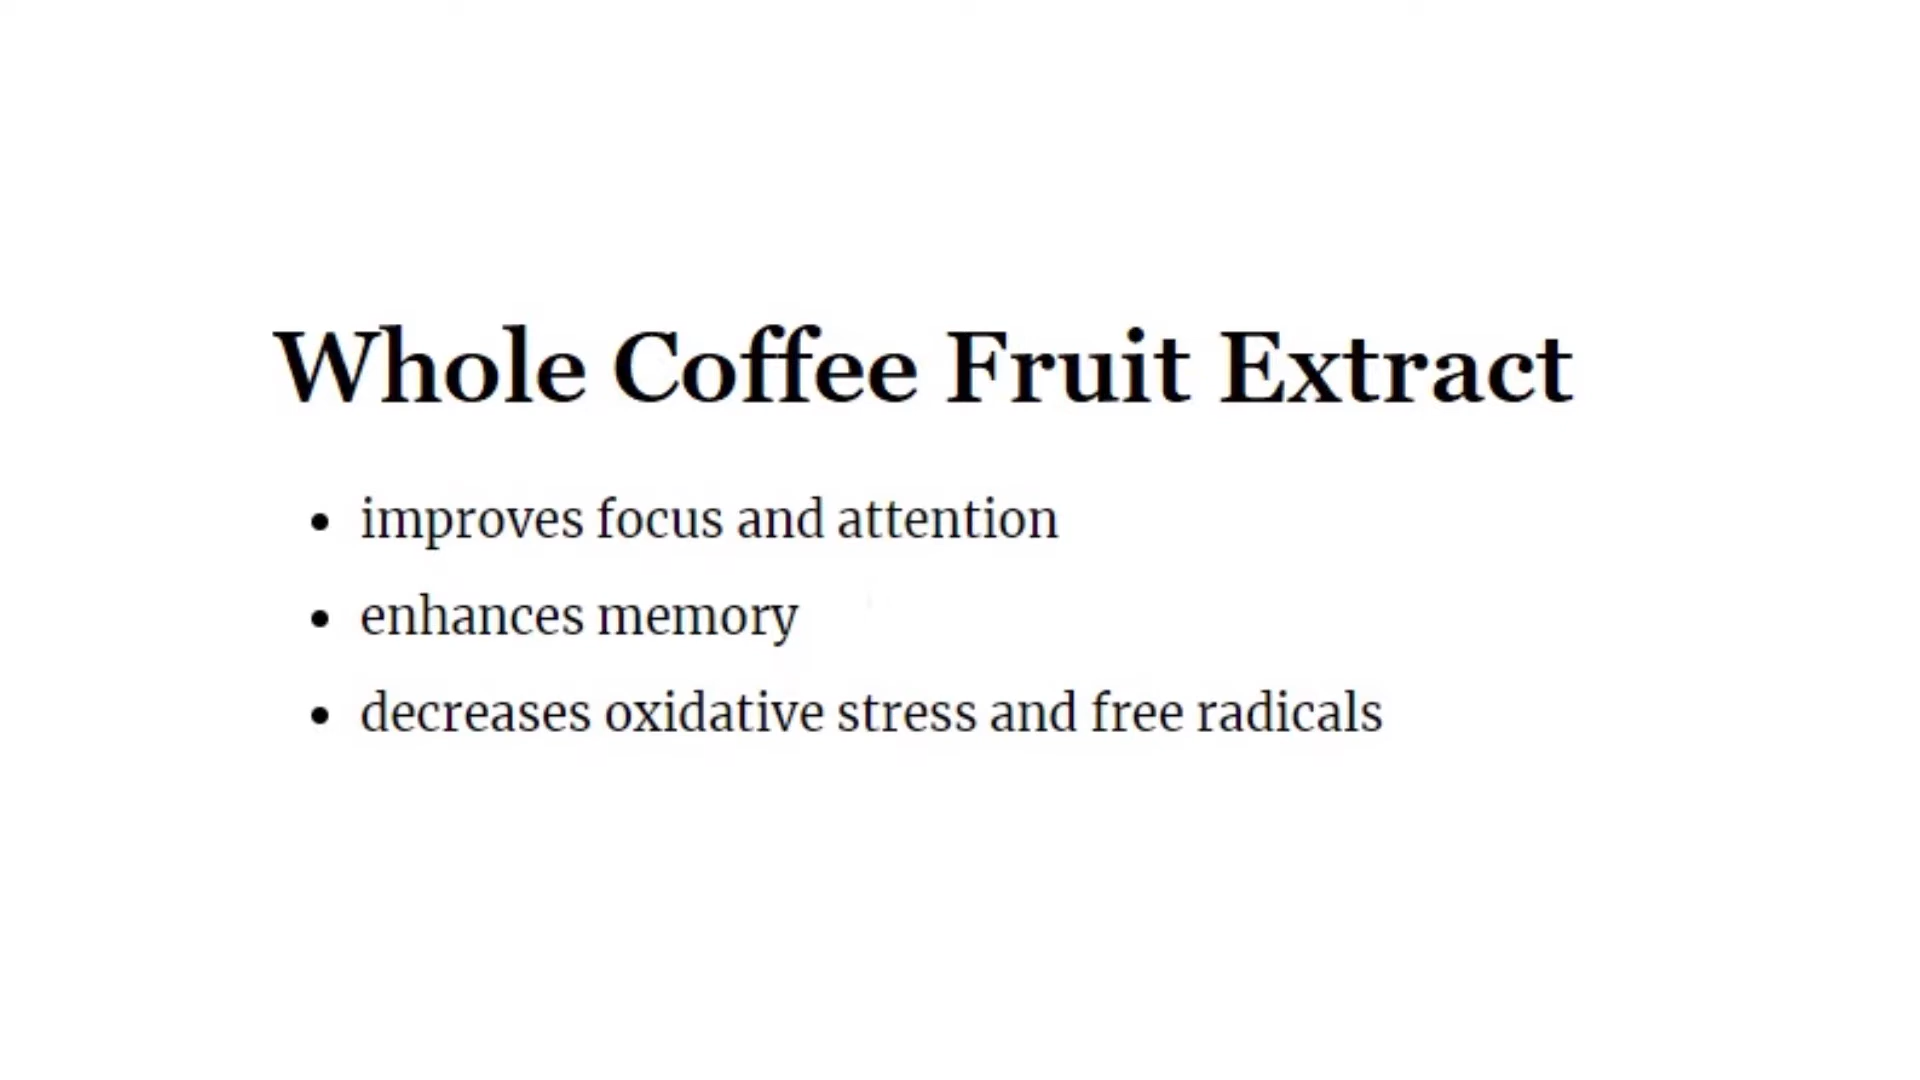 Whole Coffee Fruit Extract
• improves focus and attention
• enhances memory
• decreases oxidative stress and free radicals